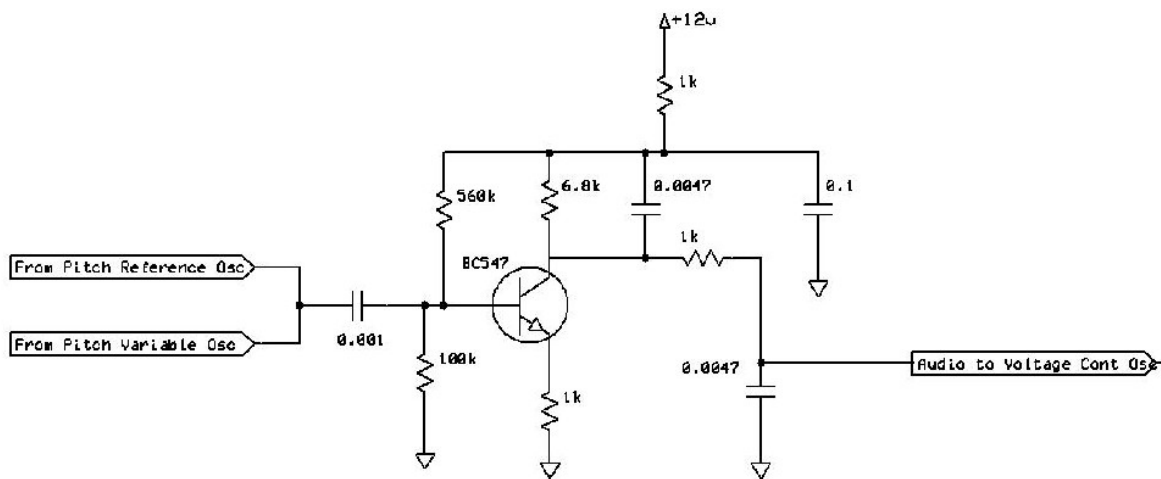 +12v
1k
560k
6.8k
0.0047
0.1
1k
From Pitch Reference Osc
BC547
From Pitch Variable Osc
0.001
100k
0.0047
Audio to Voltage Cont Osc
1k